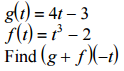 g(t) = 4t − 3
f(t) = t³ − 2
Find (g + f)(−t)